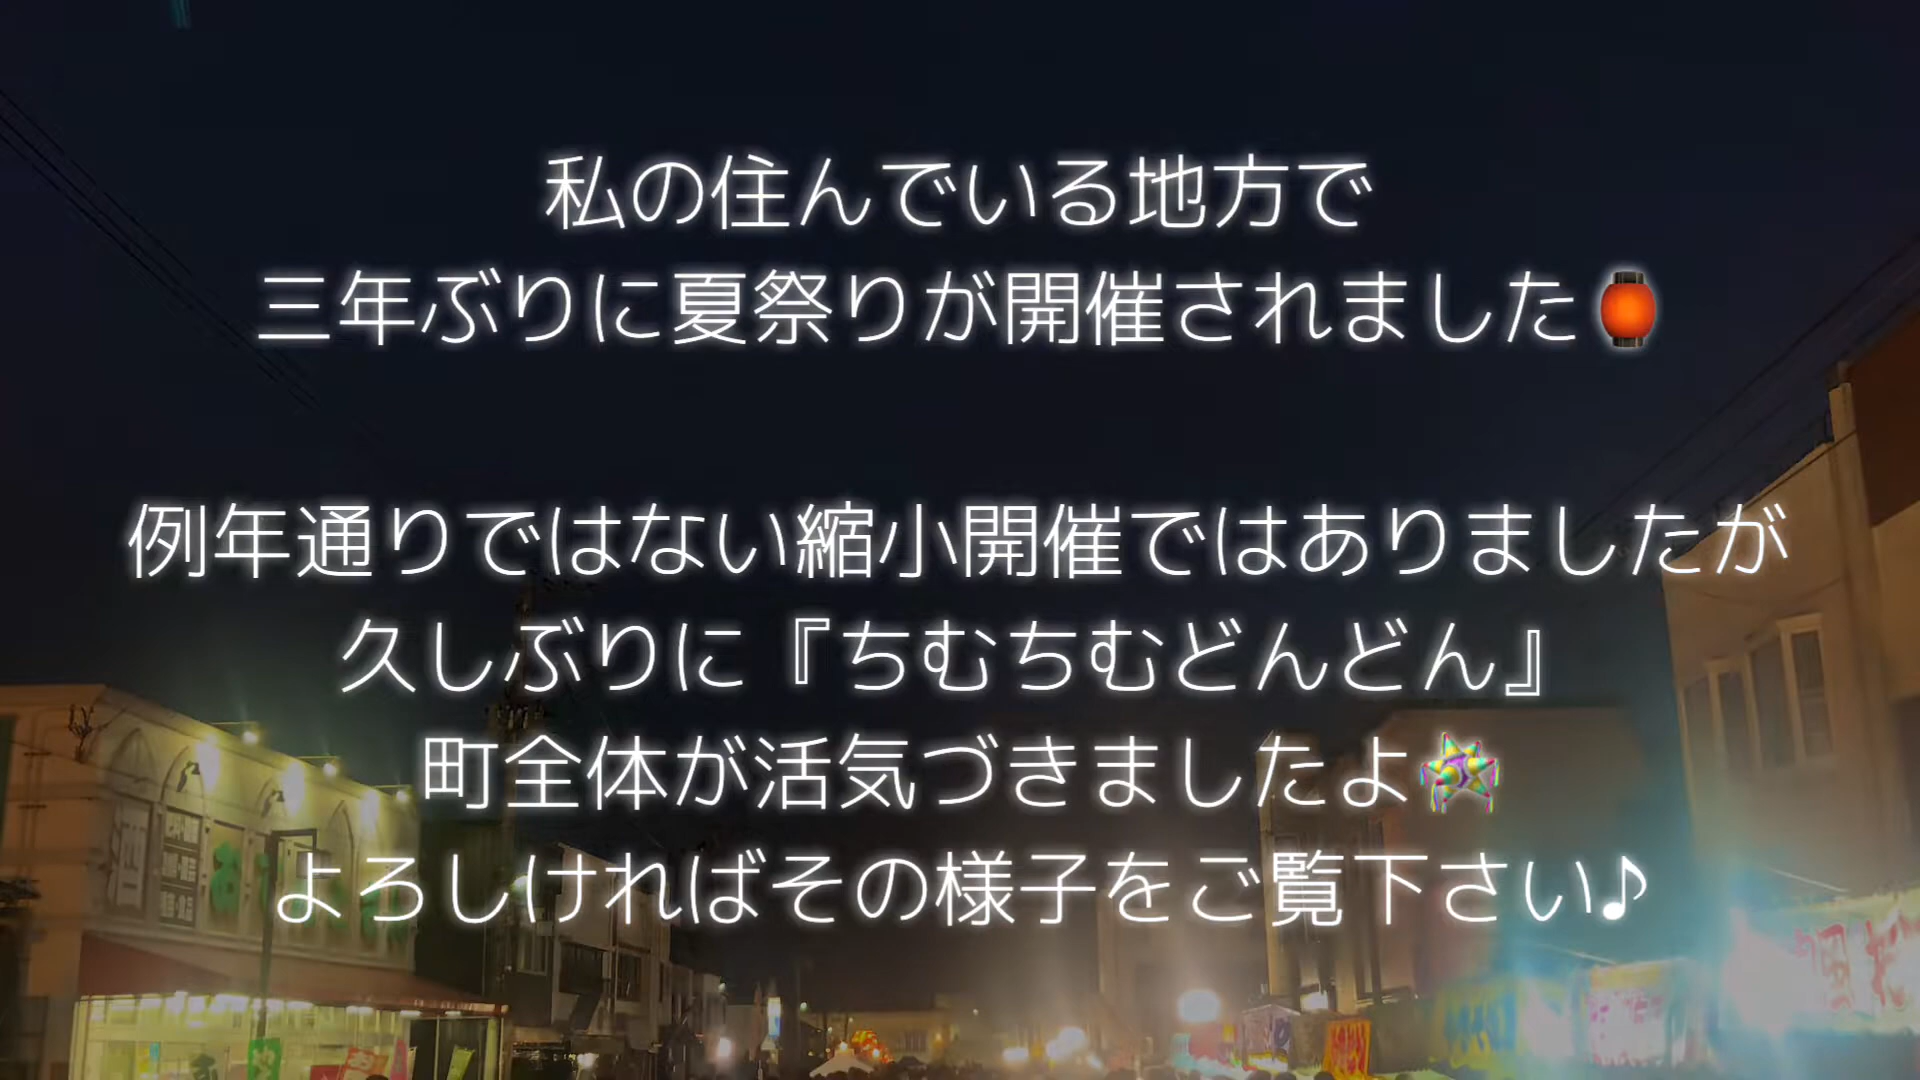 私の住んでいる地方で
三年ぶりに夏祭りが開催されました🏮
例年通りではない縮小開催ではありましたが
久しぶりに『ちむちむどんどん』
町全体が活気づきましたよ🪅
よろしければその様子をご覧下さい♪
酒